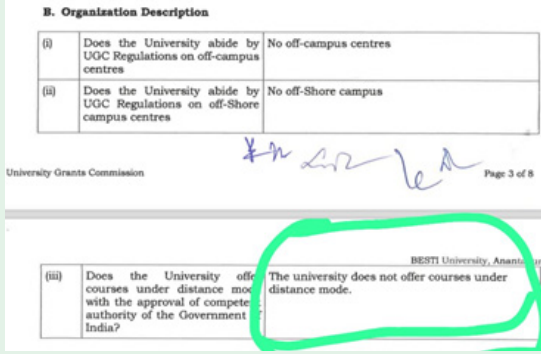 B. Organization Description
(i) Does the University abide by No off-campus centres
UGC Regulations on off-campus
centres
(ii) Does the University abide by No off-Shore campus
UGC Regulations on off-Shore
campus centres
University Grants Commission Page 3 of 8
BESTI University,
(iii) Does the University offe The university does not offer courses under
courses under distance mod distance mode.
with the approval of compete
authority of the Government
India?